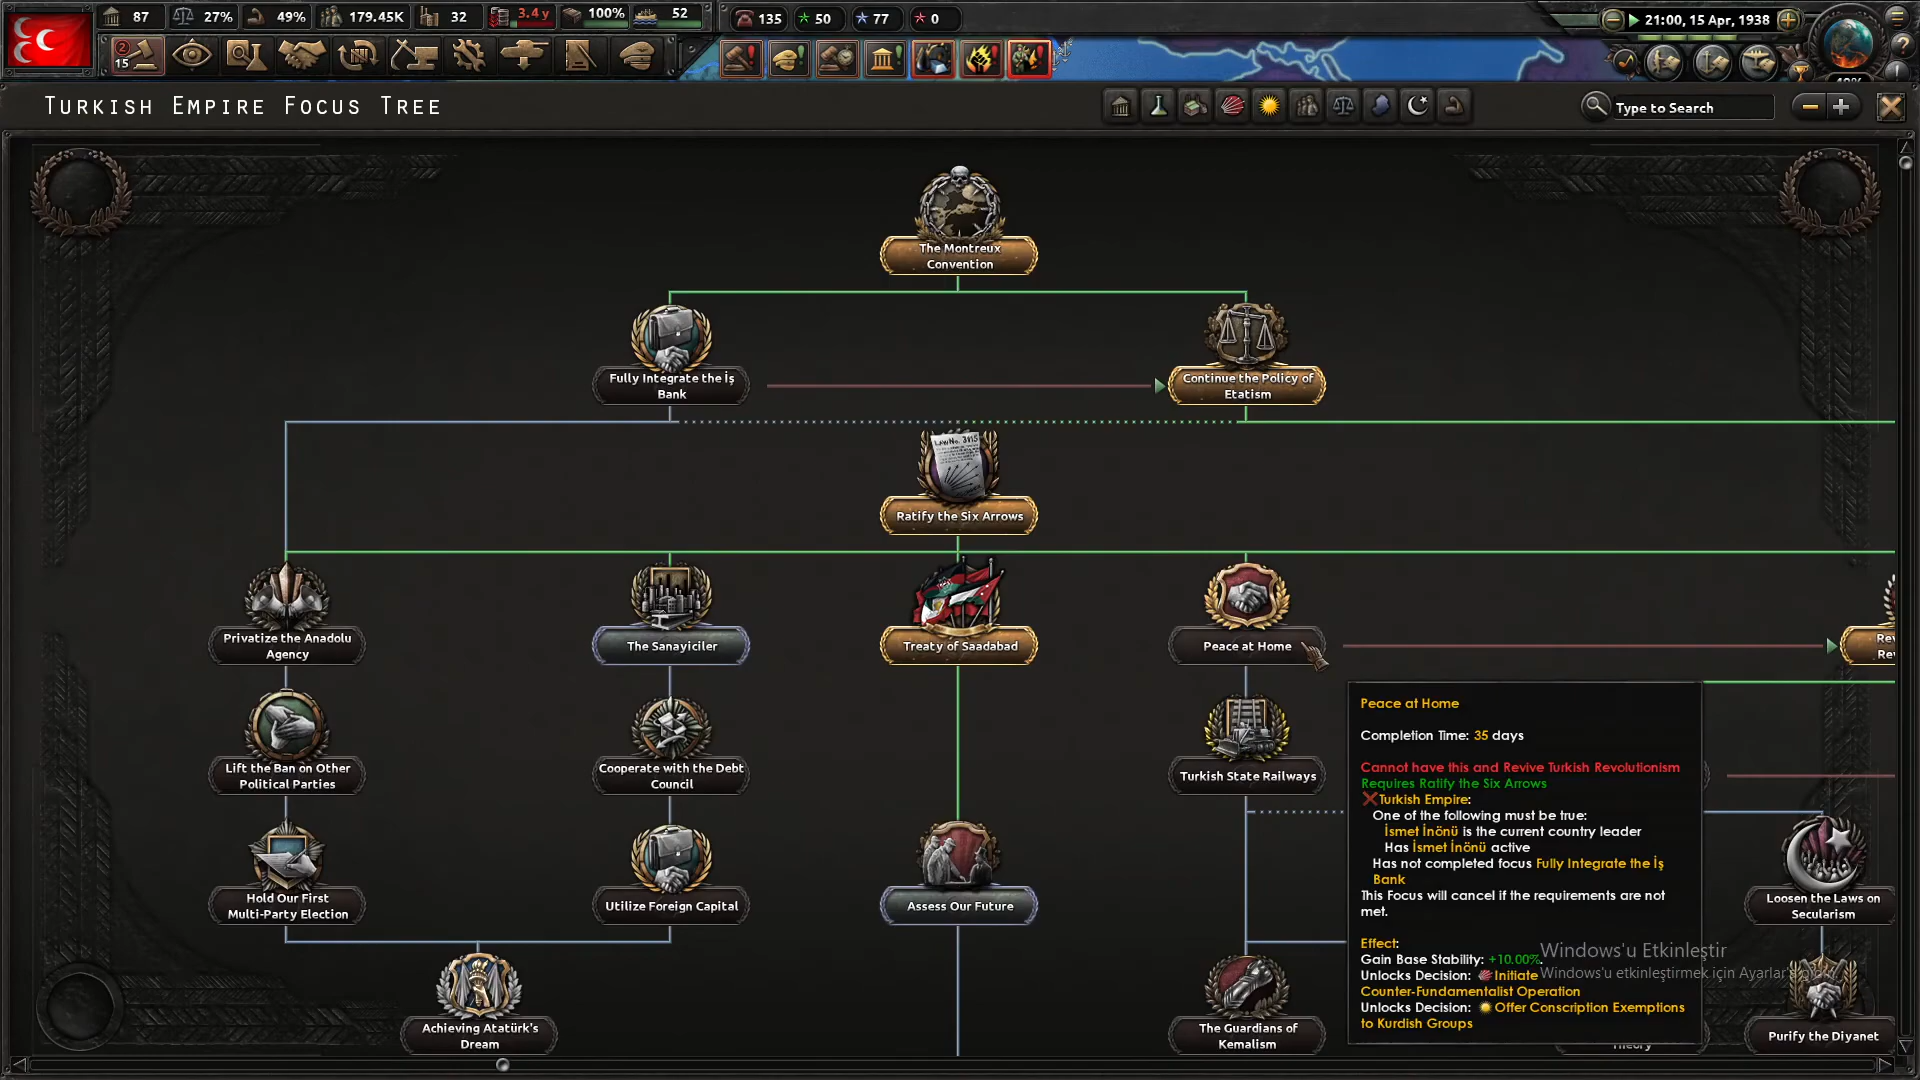 87
27%
49%
179.45K
32
3.4 y
100%
52
135
50
77
0
21:00, 15 Apr, 1938
2
15
Turkish Empire Focus Tree
Type to Search
The Montreux
Convention
Fully Integrate the İş
Bank
Continue the Policy of
Etatism
LAW No. 3115
Ratify the Six Arrows
Privatize the Anadolu
Agency
The Sanayiciler
Treaty of Saadabad
Peace at Home
Lift the Ban on Other
Political Parties
Cooperate with the Debt
Council
Turkish State Railways
Hold Our First
Multi-Party Election
Utilize Foreign Capital
Assess Our Future
Loosen the Laws on
Secularism
Achieving Atatürk's
Dream
The Guardians of
Kemalism
Theory
Purify the Diyanet
Peace at Home
Completion Time: 35 days
Cannot have this and Revive Turkish Revolutionism
Requires Ratify the Six Arrows
Turkish Empire:
One of the following must be true:
İsmet İnönü is the current country leader
Has İsmet İnönü active
Has not completed focus Fully Integrate the İş
Bank
This Focus will cancel if the requirements are not
met.
Effect:
Gain Base Stability: +10.00%.
Unlocks Decision: Initiate
Counter-Fundamentalist Operation
Unlocks Decision: Offer Conscription Exemptions
to Kurdish Groups
Windows'u Etkinleştir
Windows'u etkinleştirmek için Ayarlar'a